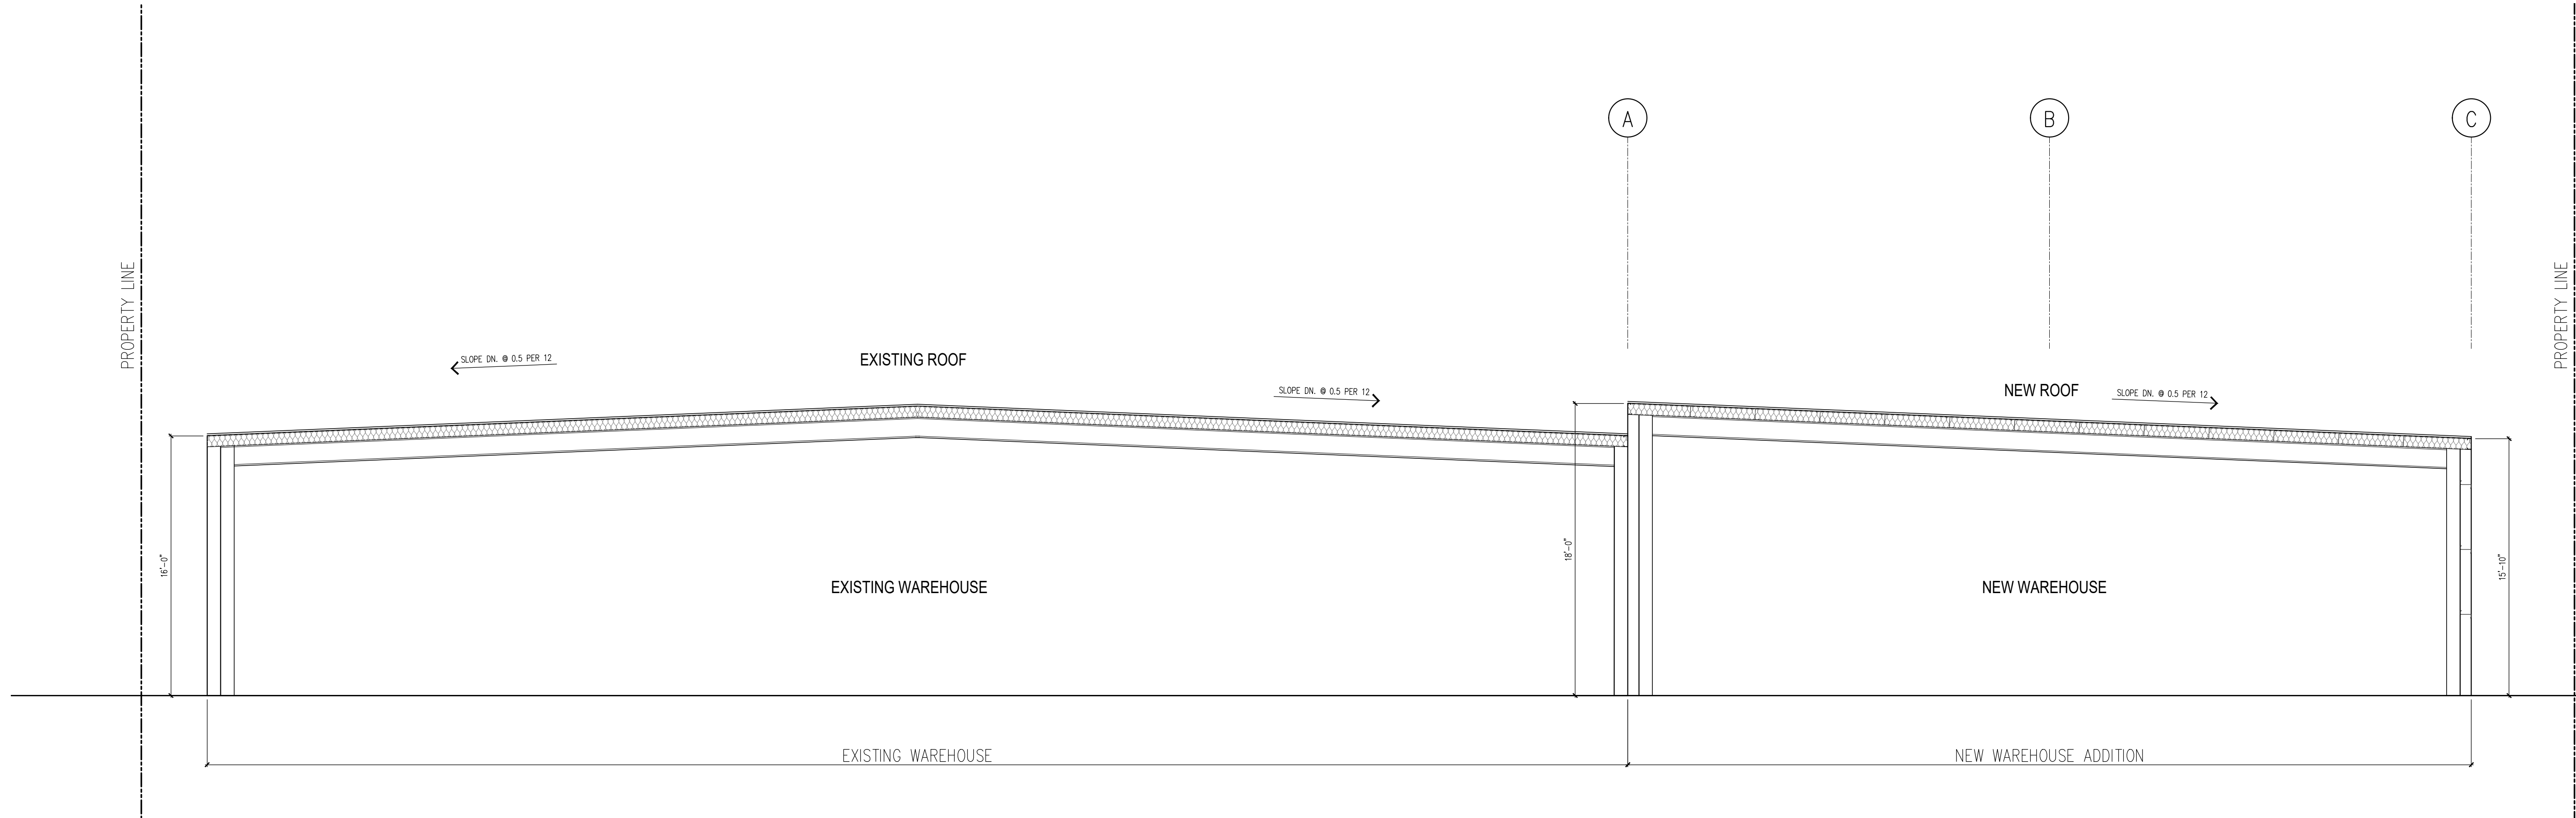 A
B
C
PROPERTY LINE
PROPERTY LINE
SLOPE DN. @ 0.5 PER 12
EXISTING ROOF
SLOPE DN. @ 0.5 PER 12
NEW ROOF
SLOPE DN. @ 0.5 PER 12
16'-0"
18'-0"
15'-10"
EXISTING WAREHOUSE
NEW WAREHOUSE
EXISTING WAREHOUSE
NEW WAREHOUSE ADDITION